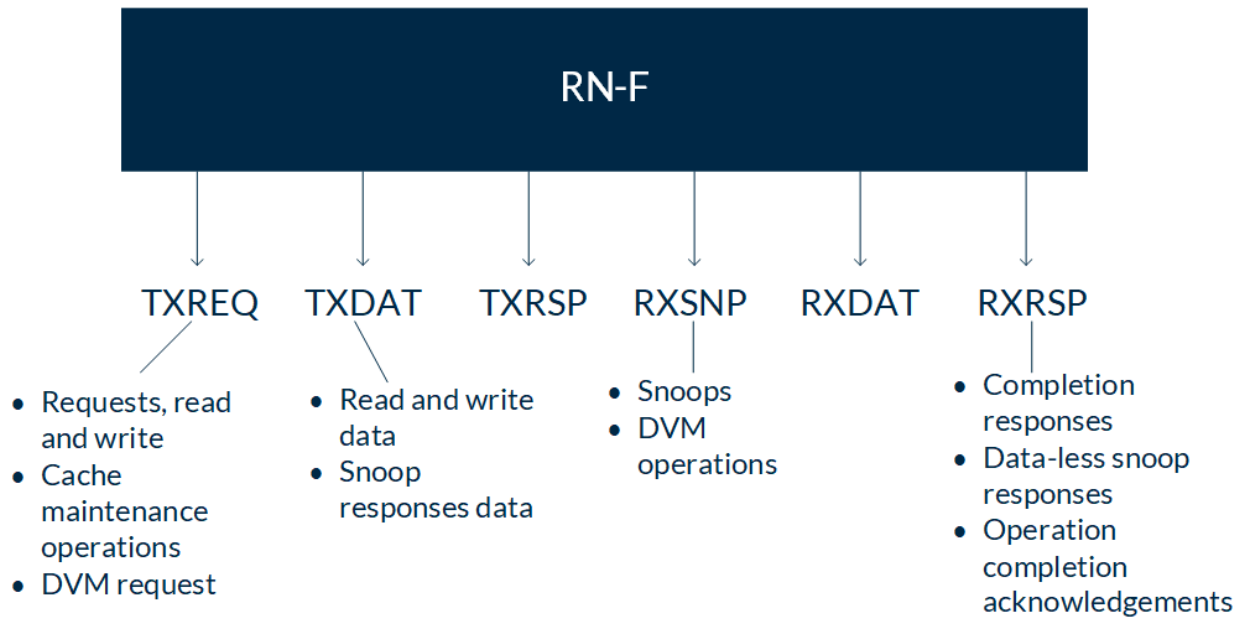 RN-F
TXREQ TXDAT TXRSP RXSNP RXDAT RXRSP
• Requests, read
and write
• Cache
maintenance
operations
• DVM request
• Read and write
data
• Snoop
responses data
• Snoops
• DVM
operations
• Completion
responses
• Data-less snoop
responses
• Operation
completion
acknowledgements